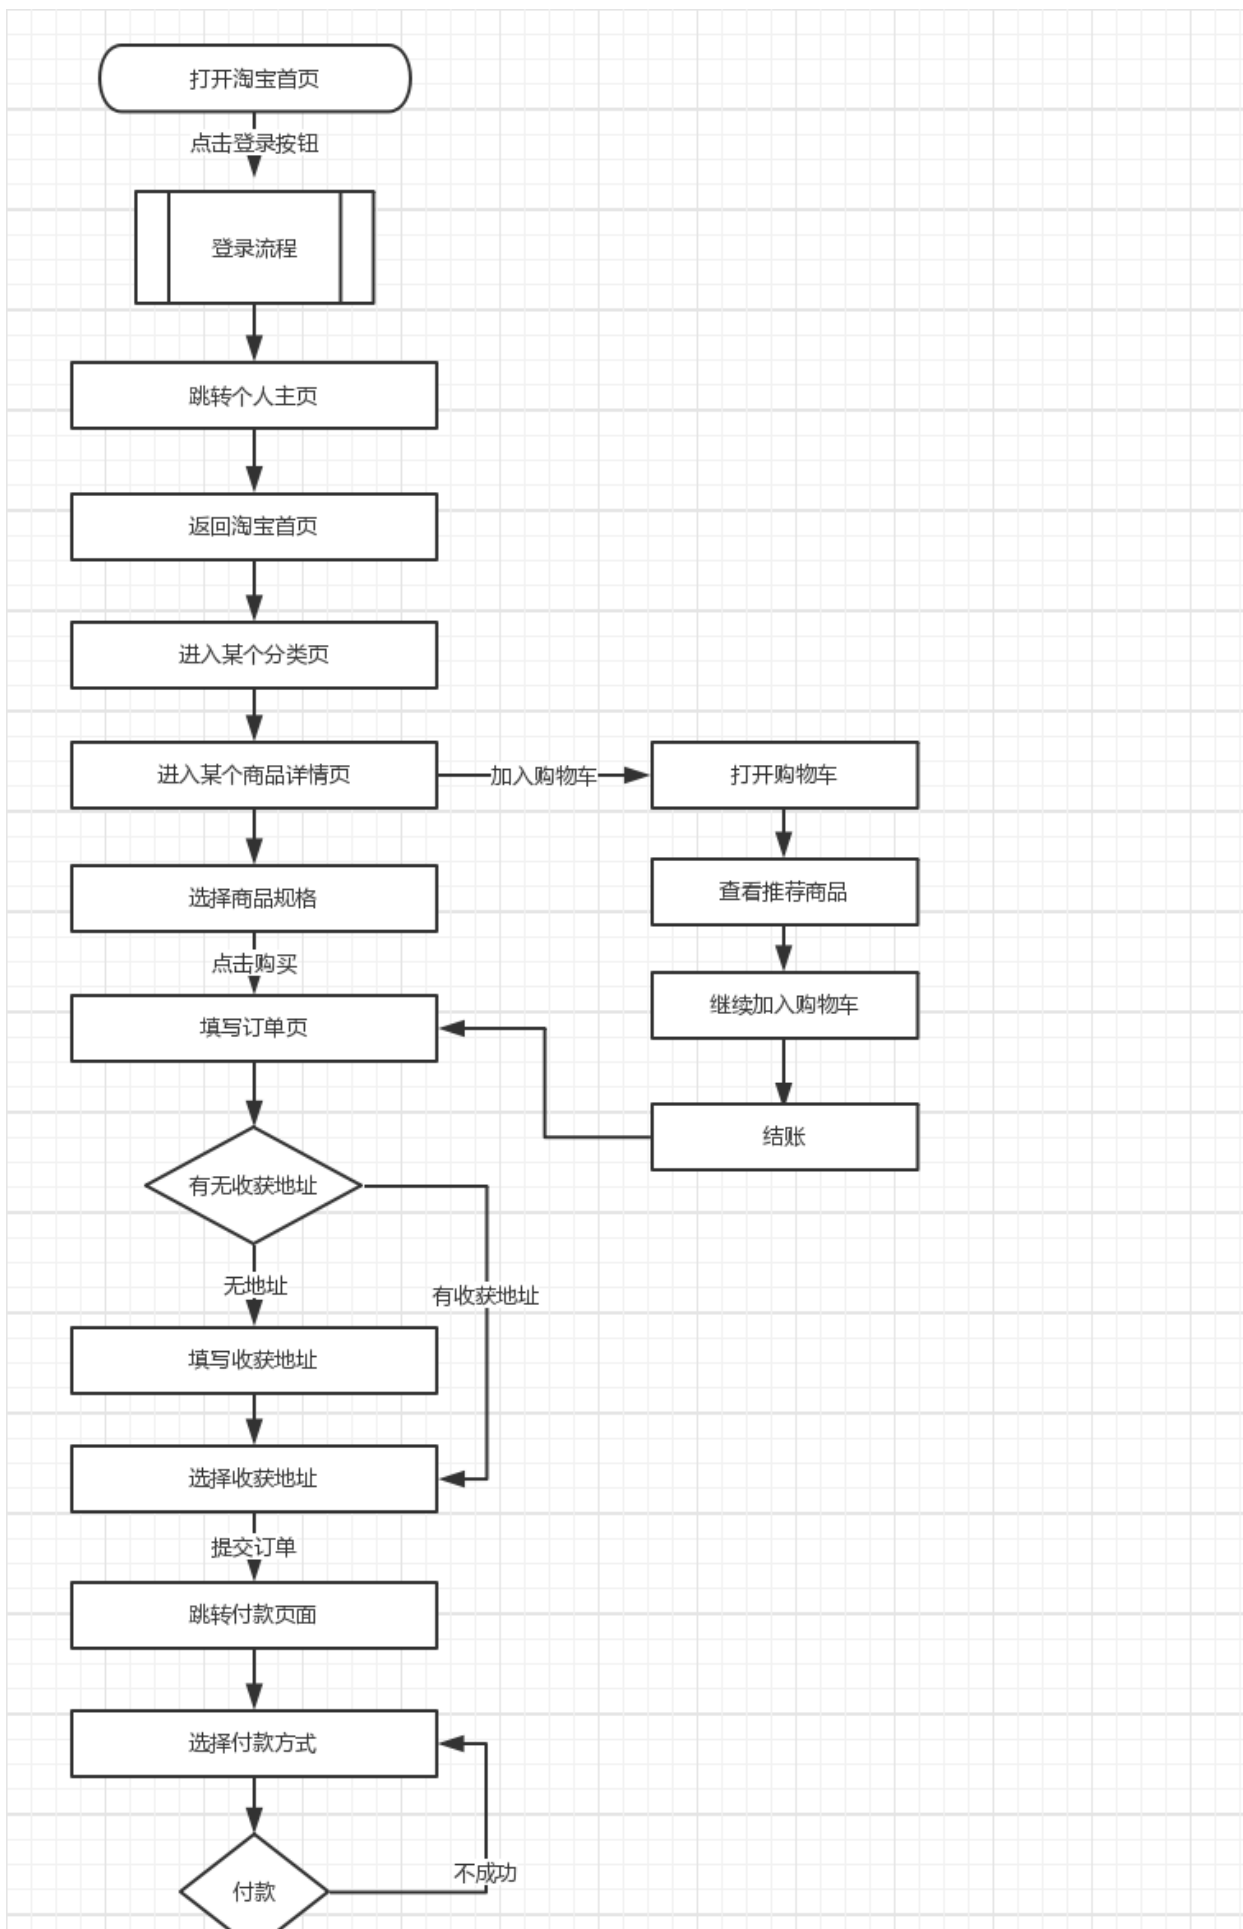 打开淘宝首页
点击登录按钮
登录流程
跳转个人主页
返回淘宝首页
进入某个分类页
进入某个商品详情页
加入购物车
打开购物车
查看推荐商品
继续加入购物车
结账
选择商品规格
点击购买
填写订单页
有无收获地址
无地址
有收获地址
填写收获地址
选择收获地址
提交订单
跳转付款页面
选择付款方式
不成功
付款